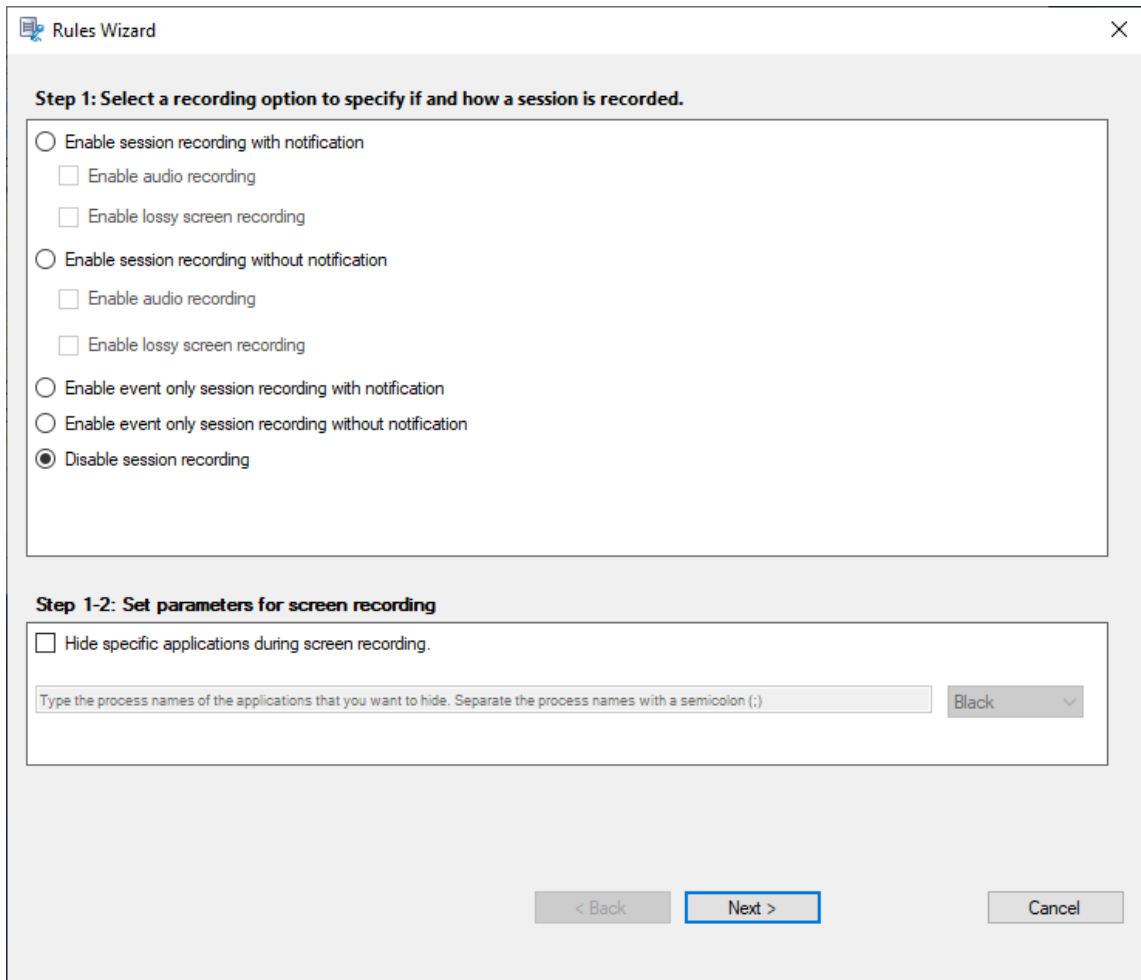 Rules Wizard
Step 1: Select a recording option to specify if and how a session is recorded.
Enable session recording with notification
Enable audio recording
Enable lossy screen recording
Enable session recording without notification
Enable audio recording
Enable lossy screen recording
Enable event only session recording with notification
Enable event only session recording without notification
Disable session recording
Step 1-2: Set parameters for screen recording
Hide specific applications during screen recording.
Type the process names of the applications that you want to hide. Separate the process names with a semicolon (;) Black
< Back Next > Cancel